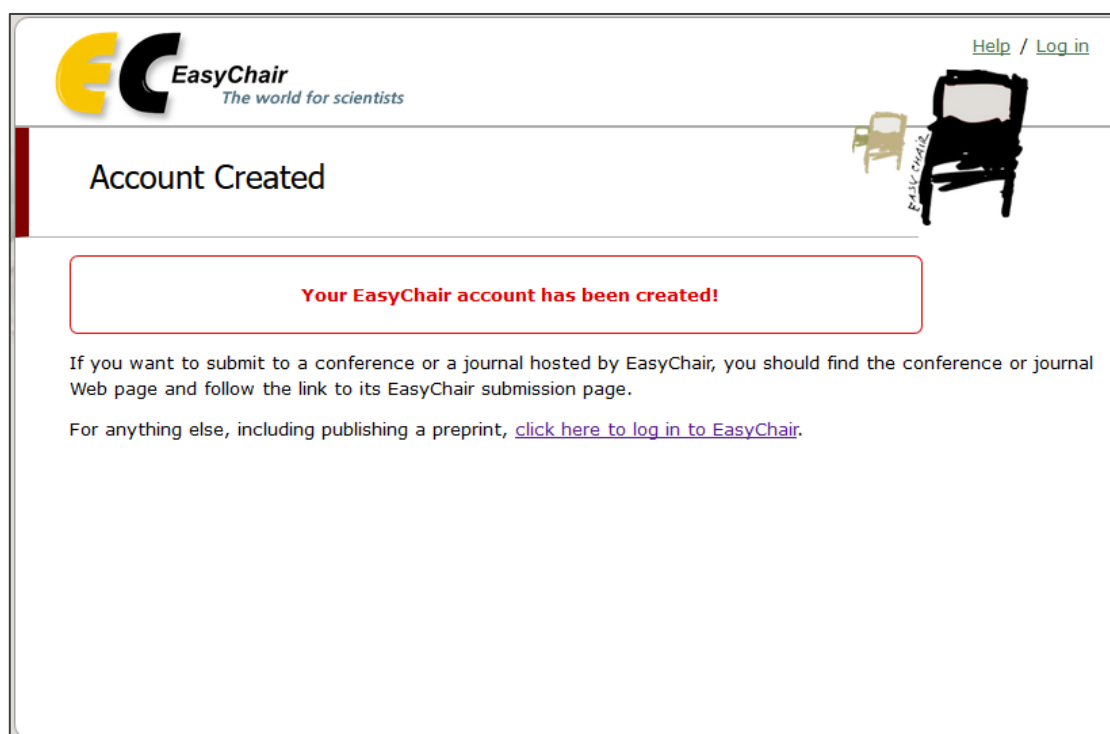 Help / Log in
EC EasyChair
The world for scientists
EASY CHAIR
Account Created
Your EasyChair account has been created!
If you want to submit to a conference or a journal hosted by EasyChair, you should find the conference or journal
Web page and follow the link to its EasyChair submission page.
For anything else, including publishing a preprint, click here to log in to EasyChair.